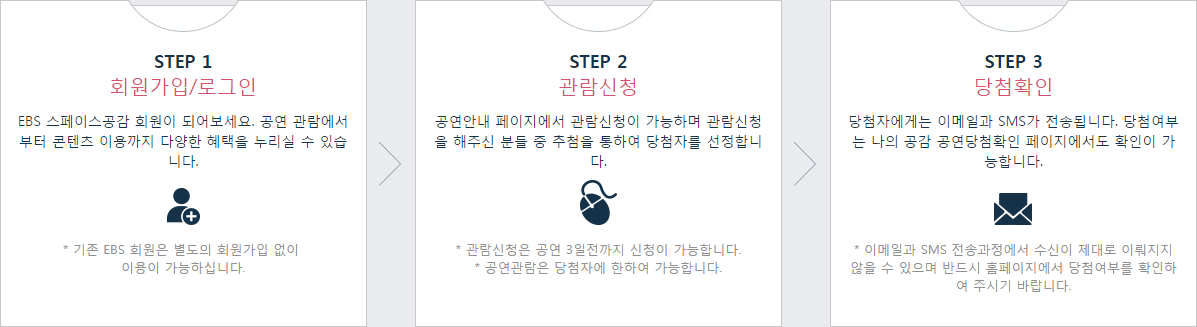 STEP 1
회원가입/로그인
EBS 스페이스공감 회원이 되어보세요. 공연 관람에서
부터 콘텐츠 이용까지 다양한 혜택을 누리실 수 있습
니다.
* 기존 EBS 회원은 별도의 회원가입 없이
이용이 가능하십니다.
STEP 2
관람신청
공연안내 페이지에서 관람신청이 가능하며 관람신청
을 해주신 분들 중 추첨을 통하여 당첨자를 선정합니
다.
* 관람신청은 공연 3일전까지 신청이 가능합니다.
* 공연관람은 당첨자에 한하여 가능합니다.
STEP 3
당첨확인
당첨자에게는 이메일과 SMS가 전송됩니다. 당첨여부
는 나의 공감 공연당첨확인 페이지에서도 확인이 가
능합니다.
* 이메일과 SMS 전송과정에서 수신이 제대로 이뤄지지
않을 수 있으며 반드시 홈페이지에서 당첨여부를 확인하
여 주시기 바랍니다.